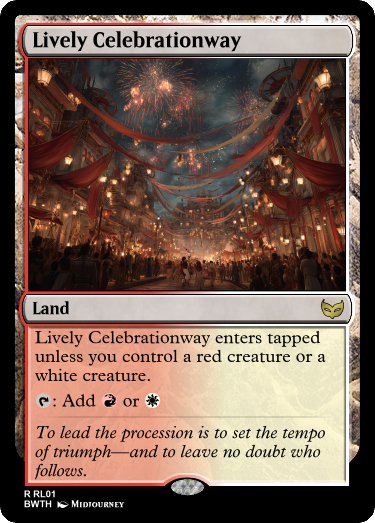 Lively Celebrationway
Land
Lively Celebrationway enters tapped
unless you control a red creature or a
white creature.
: Add or
To lead the procession is to set the tempo
of triumph—and to leave no doubt who
follows.
R RL01
BWTH Midjourney